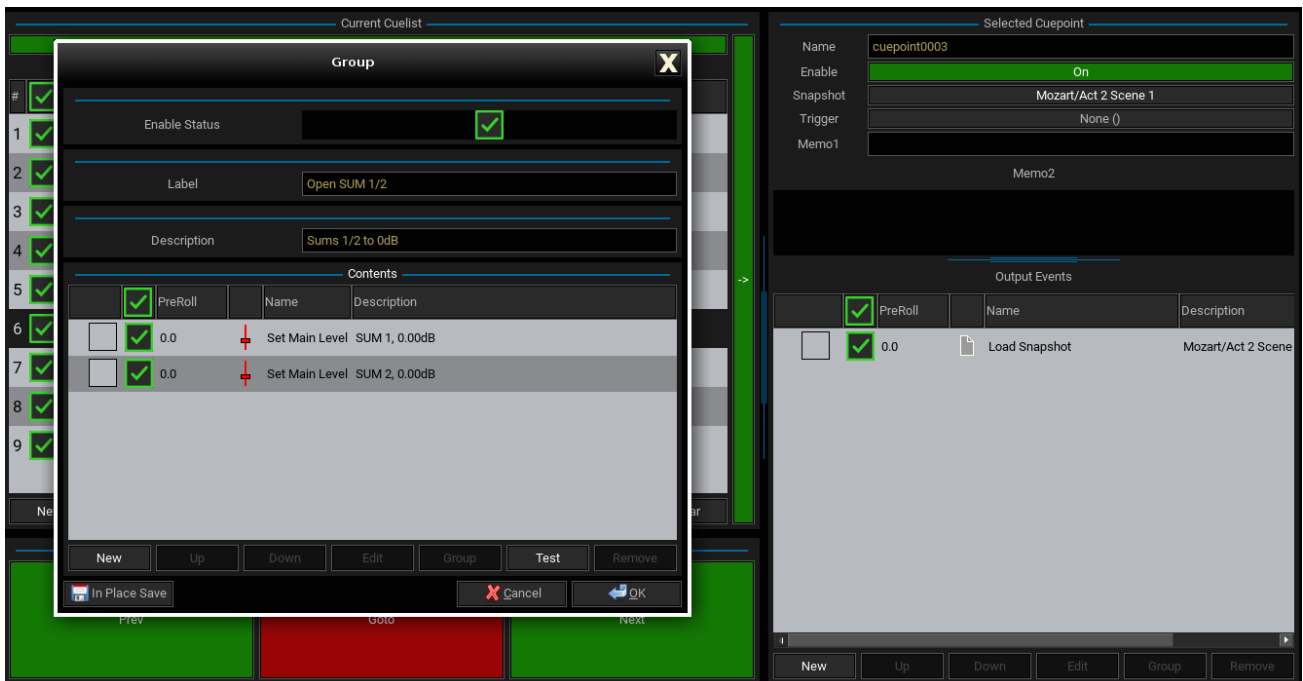 Current Cuelist
Group
X
#
Enable Status
Label
Open SUM 1/2
Description
Sums 1/2 to 0dB
Contents
PreRoll Name Description
0.0 Set Main Level SUM 1, 0.00dB
0.0 Set Main Level SUM 2, 0.00dB
New Up Down Edit Group Test Remove
In Place Save Cancel OK
1
2
3
4
5
6
7
8
9
->
Prev Goto Next
Selected Cuepoint
Name cuepoint0003
Enable On
Snapshot Mozart/Act 2 Scene 1
Trigger None ()
Memo1
Memo2
Output Events
PreRoll Name Description
0.0 Load Snapshot Mozart/Act 2 Scene
New Up Down Edit Group Remove